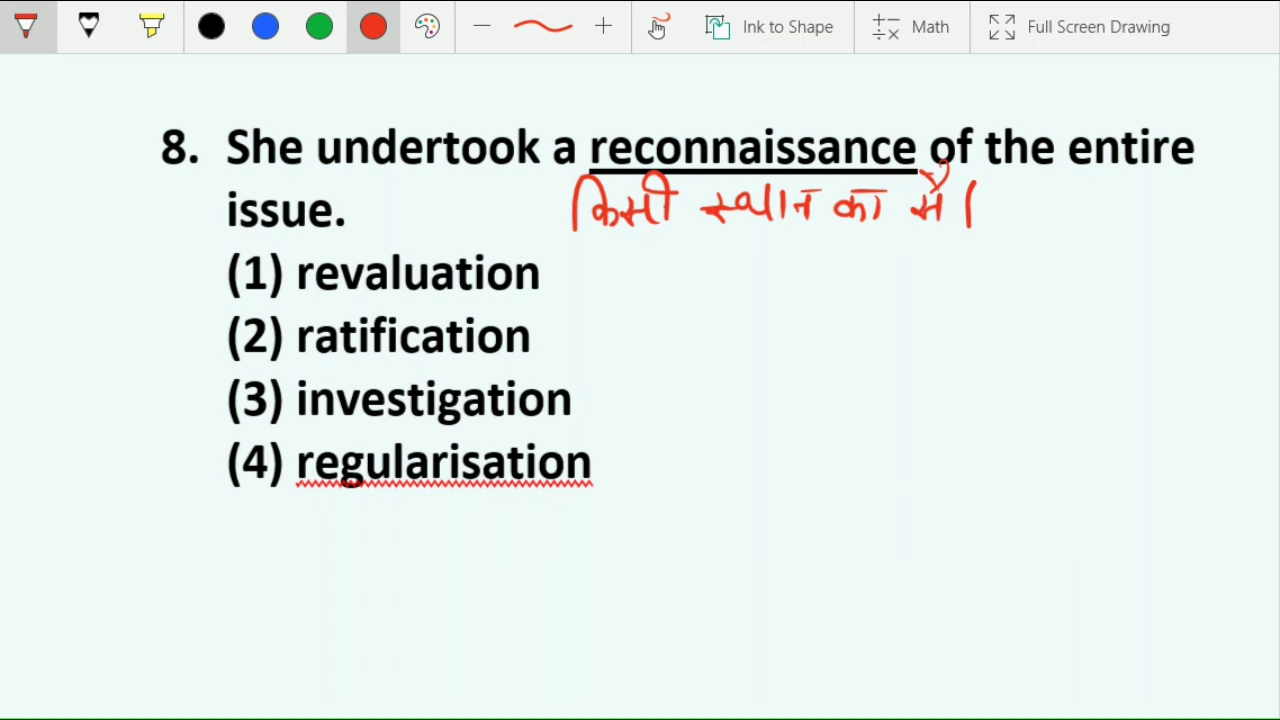 Ink to Shape Math Full Screen Drawing
8. She undertook a reconnaissance of the entire
issue. किसी स्थान का
(1) revaluation
(2) ratification
(3) investigation
(4) regularisation